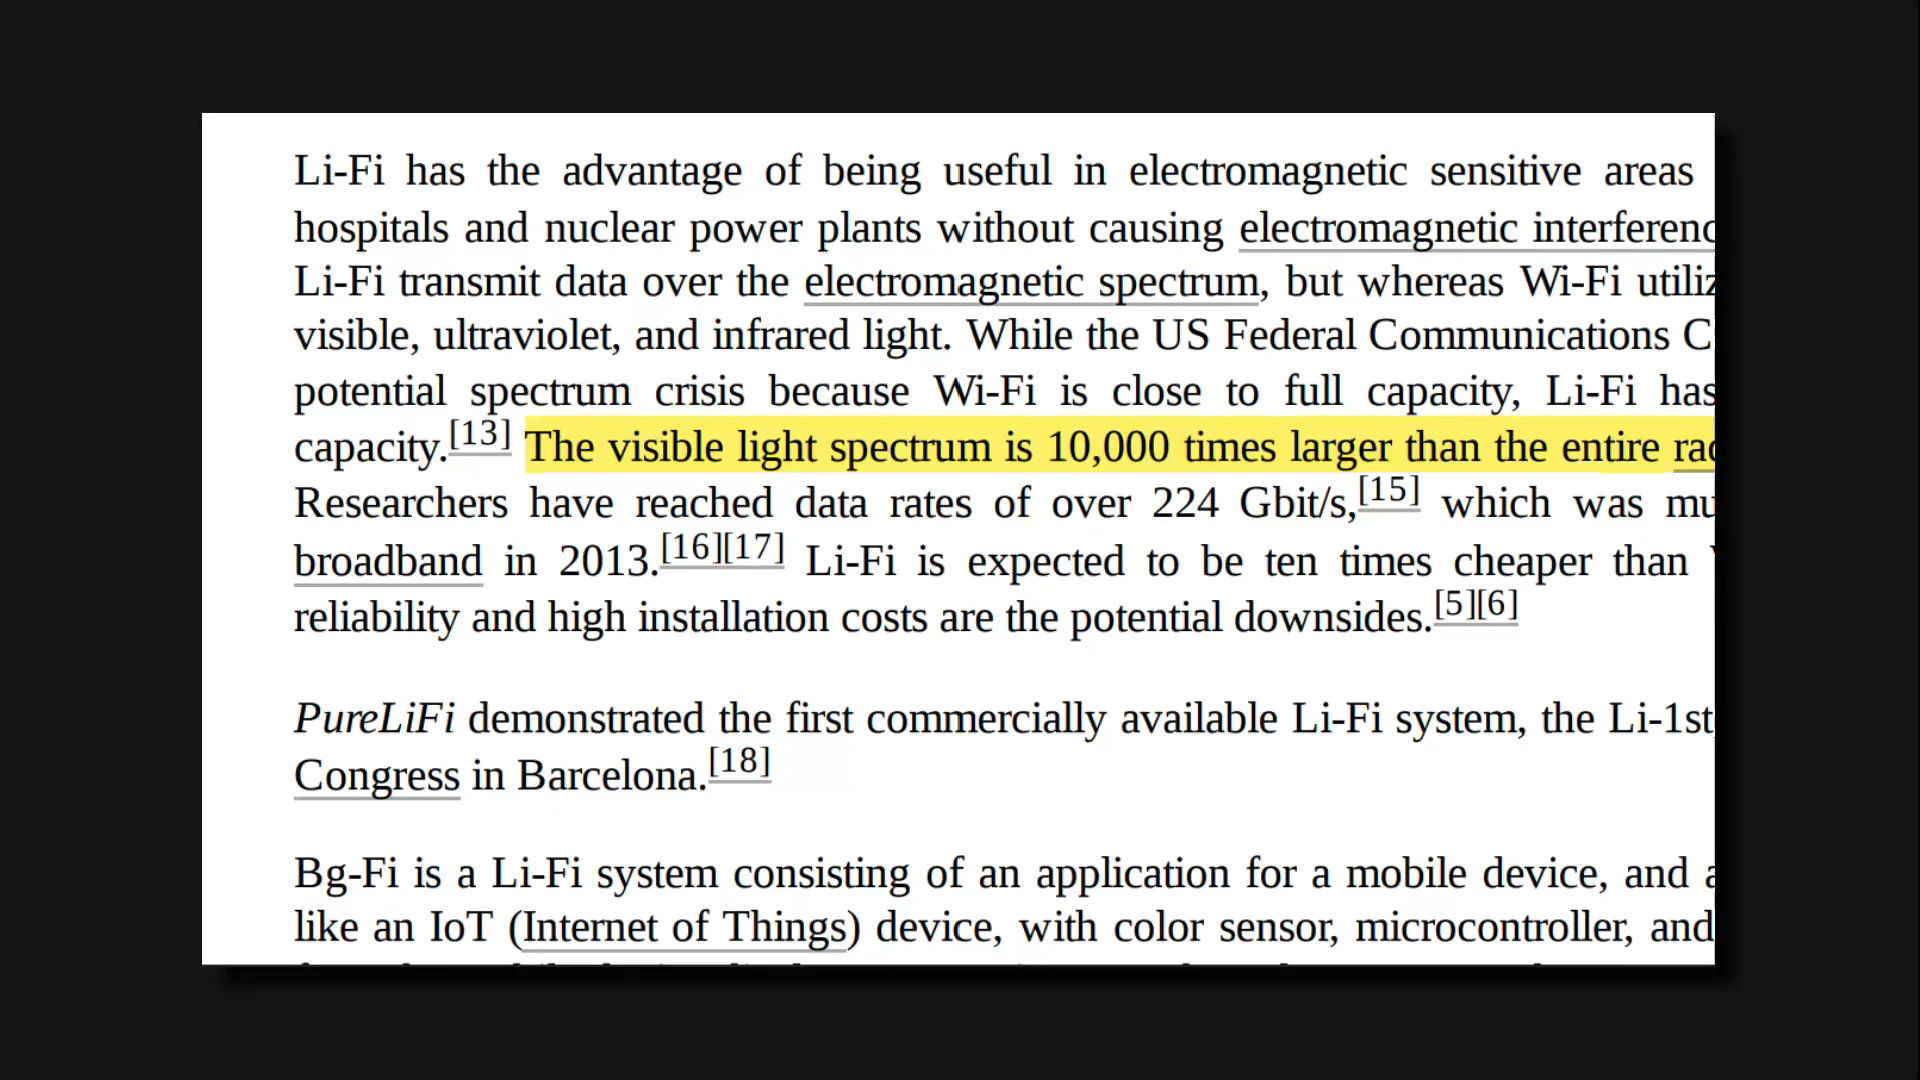 Li-Fi has the advantage of being useful in electromagnetic sensitive areas
hospitals and nuclear power plants without causing electromagnetic interferenc
Li-Fi transmit data over the electromagnetic spectrum, but whereas Wi-Fi utiliz
visible, ultraviolet, and infrared light. While the US Federal Communications C
potential spectrum crisis because Wi-Fi is close to full capacity, Li-Fi has
capacity.[13] The visible light spectrum is 10,000 times larger than the entire rad
Researchers have reached data rates of over 224 Gbit/s,[15] which was mu
broadband in 2013.[16][17] Li-Fi is expected to be ten times cheaper than
reliability and high installation costs are the potential downsides.[5][6]
PureLiFi demonstrated the first commercially available Li-Fi system, the Li-1st,
Congress in Barcelona.[18]
Bg-Fi is a Li-Fi system consisting of an application for a mobile device, and a
like an IoT (Internet of Things) device, with color sensor, microcontroller, and